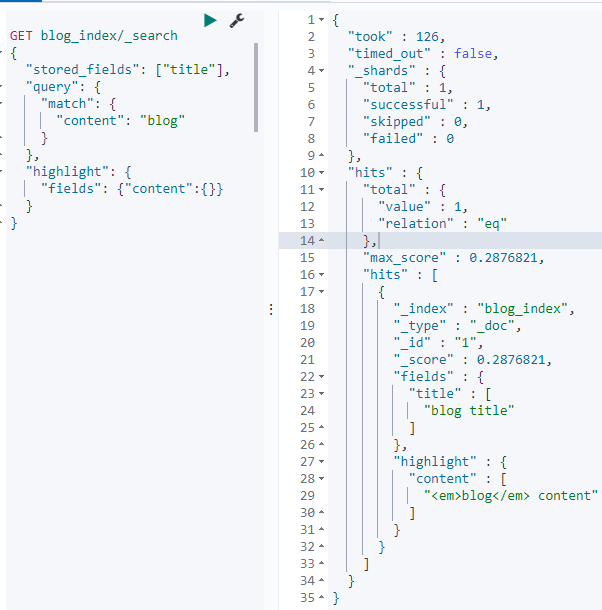 GET blog_index/_search
{
  "stored_fields": ["title"],
  "query": {
    "match": {
      "content": "blog"
    }
  },
  "highlight": {
    "fields": {"content":{}}
  }
}
1 {
2   "took" : 126,
3   "timed_out" : false,
4   "_shards" : {
5     "total" : 1,
6     "successful" : 1,
7     "skipped" : 0,
8     "failed" : 0
9   },
10   "hits" : {
11     "total" : {
12       "value" : 1,
13       "relation" : "eq"
14     },
15     "max_score" : 0.2876821,
16     "hits" : [
17       {
18         "_index" : "blog_index",
19         "_type" : "_doc",
20         "_id" : "1",
21         "_score" : 0.2876821,
22         "fields" : {
23           "title" : [
24             "blog title"
25           ]
26         },
27         "highlight" : {
28           "content" : [
29             "<em>blog</em> content"
30           ]
31         }
32       }
33     ]
34   }
35 }